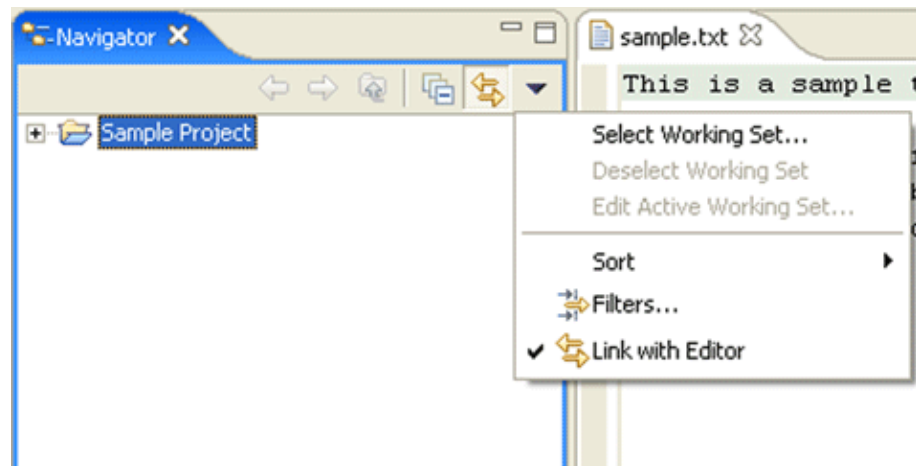 Navigator
sample.txt
This is a sample
Sample Project
Select Working Set...
Deselect Working Set
Edit Active Working Set...
Sort
Filters...
Link with Editor